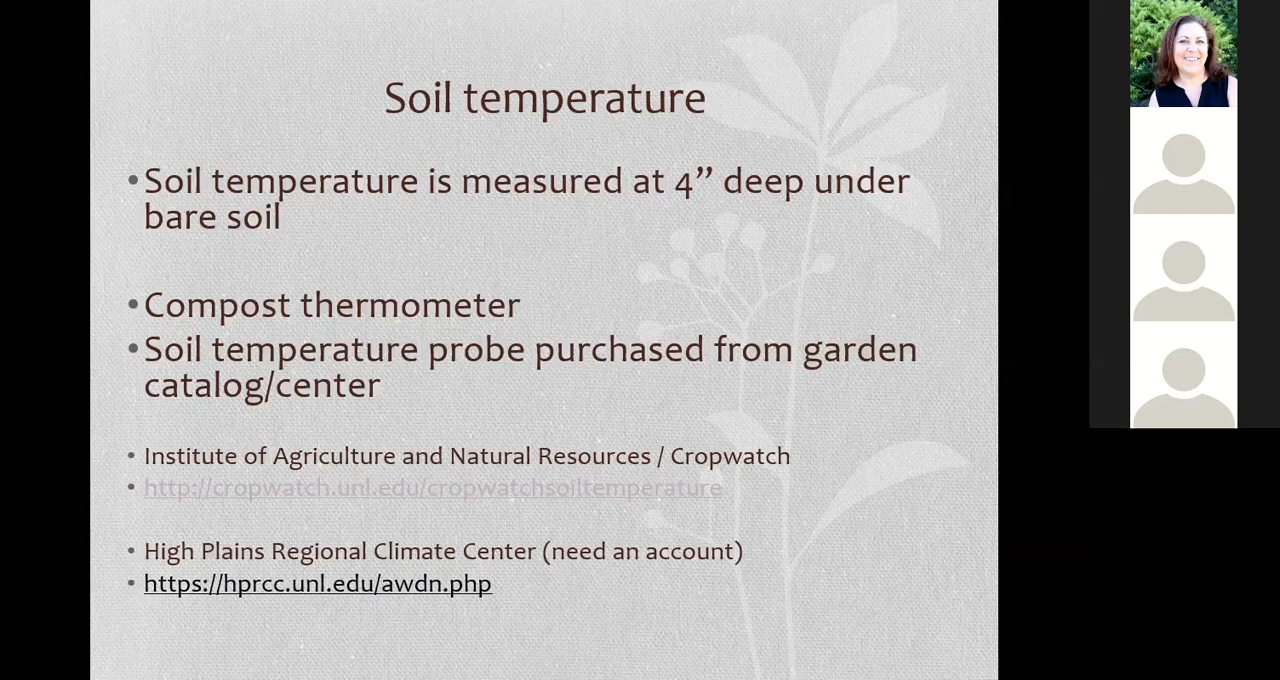 Soil temperature
•Soil temperature is measured at 4” deep under
bare soil
•Compost thermometer
•Soil temperature probe purchased from garden
catalog/center
• Institute of Agriculture and Natural Resources / Cropwatch
• http://cropwatch.unl.edu/cropwatchsoiltemperature
• High Plains Regional Climate Center (need an account)
• https://hprcc.unl.edu/awdn.php